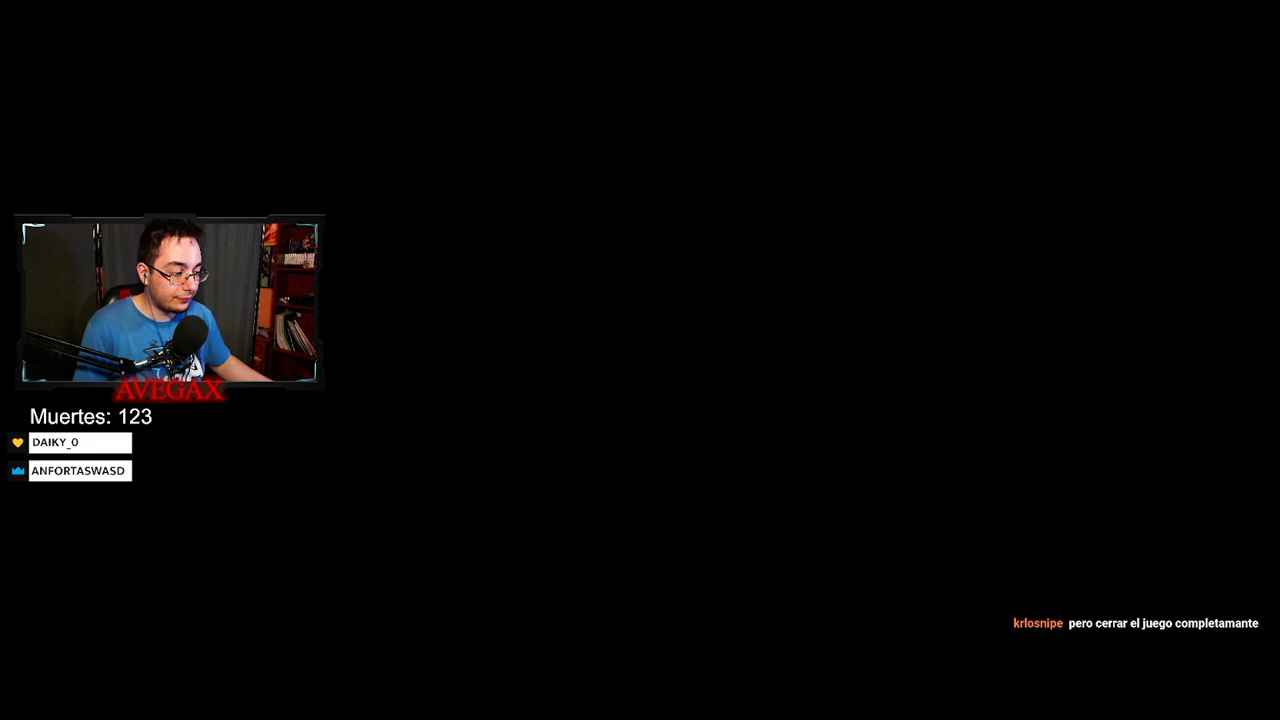 AVEGAX
Muertes: 123
DAIKY_0
ANFORTASWASD
krlosnipe pero cerrar el juego completamante